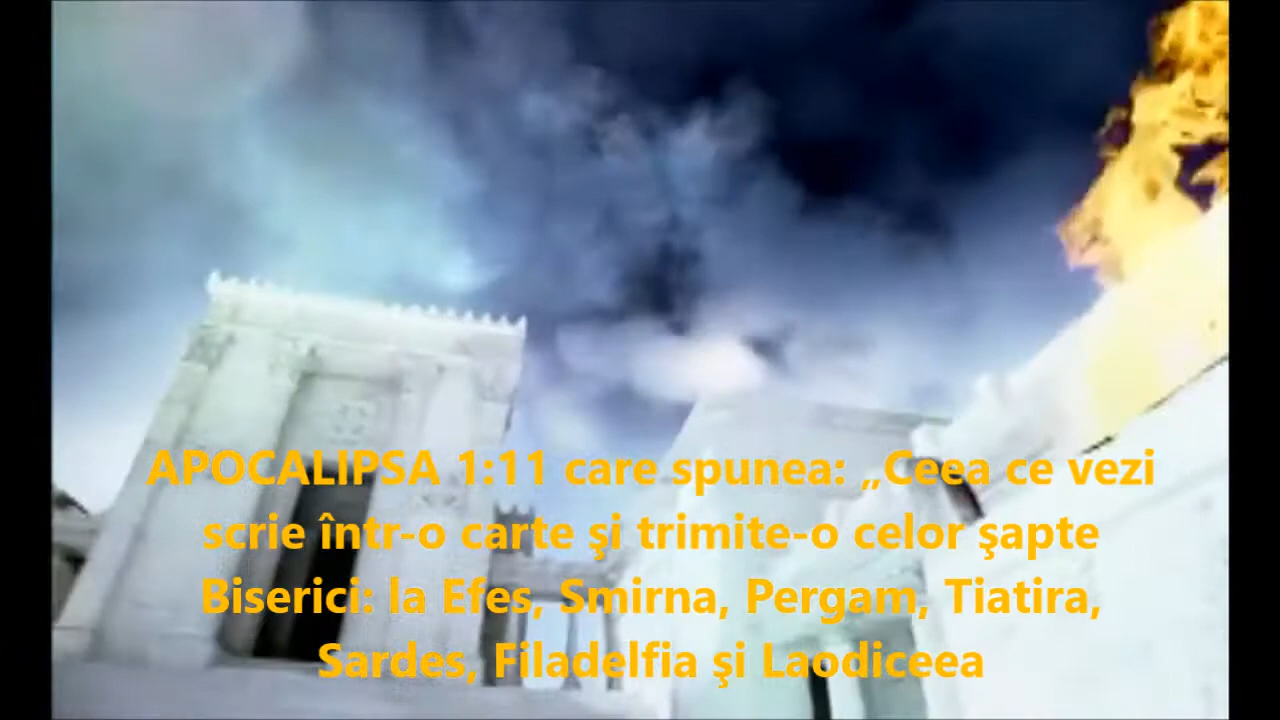 APOCALIPSA 1:11 care spunea: „Ceea ce vezi
scrie într-o carte şi trimite-o celor şapte
Biserici: la Efes, Smirna, Pergam, Tiatira,
Sardes, Filadelfia şi Laodiceea